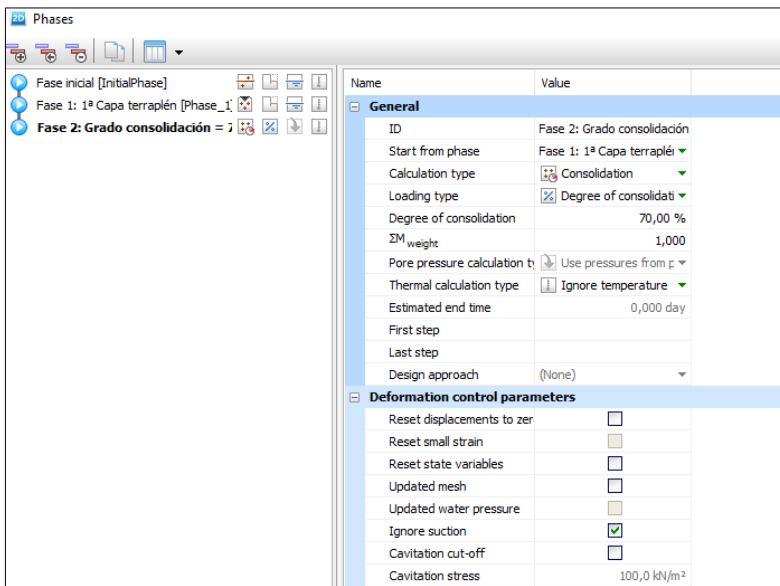 2D Phases
Fase inicial [InitialPhase]
Fase 1: 1ª Capa terraplén [Phase_1]
Fase 2: Grado consolidación = 7
Name Value
General
ID Fase 2: Grado consolidación
Start from phase Fase 1: 1ª Capa terraplén
Calculation type Consolidation
Loading type Degree of consolidati
Degree of consolidation 70,00 %
ΣM weight 1,000
Pore pressure calculation ty Use pressures from p
Thermal calculation type Ignore temperature
Estimated end time 0,000 day
First step
Last step
Design approach (None)
Deformation control parameters
Reset displacements to zer
Reset small strain
Reset state variables
Updated mesh
Updated water pressure
Ignore suction
Cavitation cut-off
Cavitation stress 100,0 kN/m²